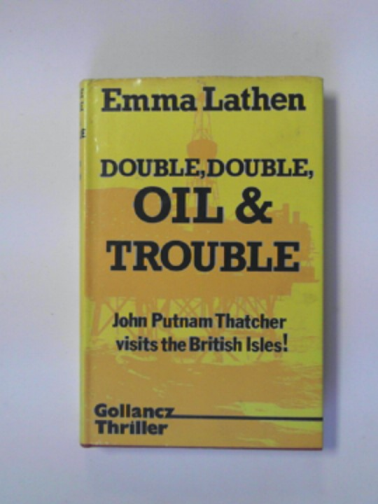 Emma Lathen
DOUBLE, DOUBLE,
OIL &
TROUBLE
John Putnam Thatcher
visits the British Isles!
Gollancz
Thriller